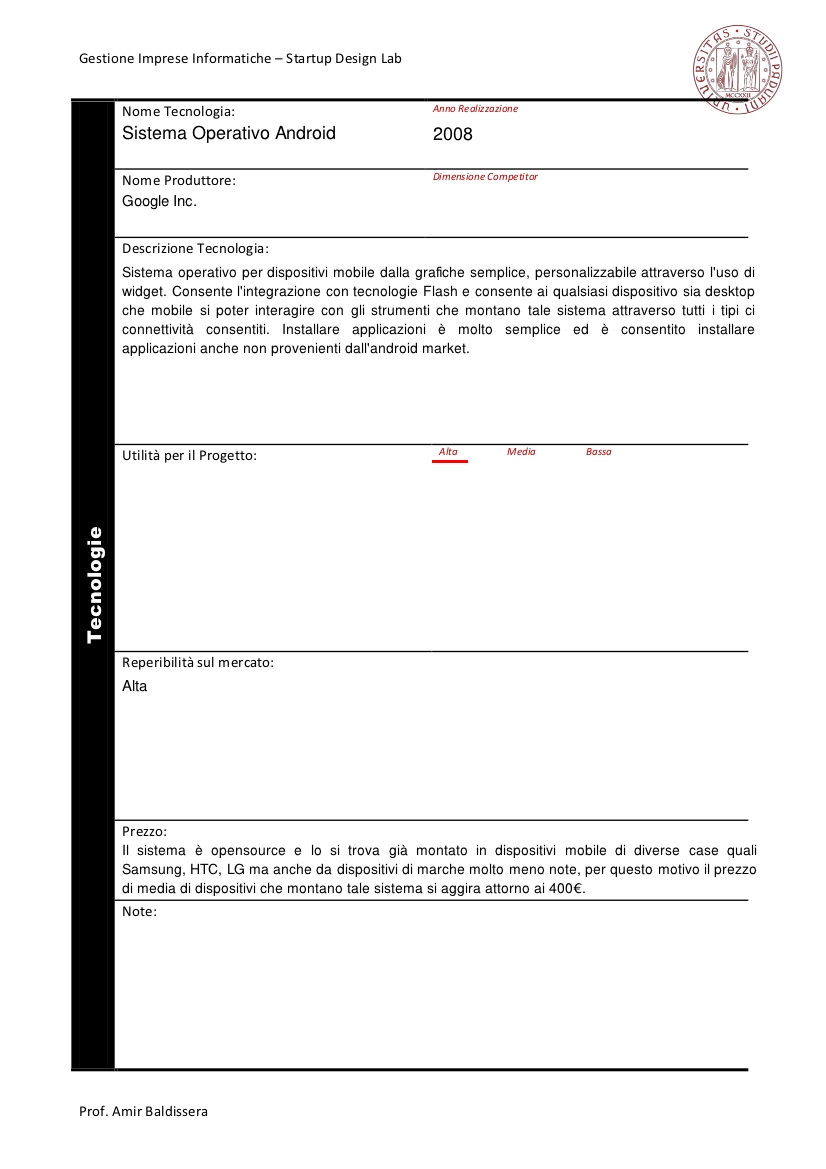 Gestione Imprese Informatiche – Startup Design Lab
UNIVERSITAS • STUDII PADUANI •
MCCXXII
Nome Tecnologia:
Anno Realizzazione
Sistema Operativo Android
2008
Nome Produttore:
Dimensione Competitor
Google Inc.
Descrizione Tecnologia:
Sistema operativo per dispositivi mobile dalla grafiche semplice, personalizzabile attraverso l'uso di
widget. Consente l'integrazione con tecnologie Flash e consente ai qualsiasi dispositivo sia desktop
che mobile si poter interagire con gli strumenti che montano tale sistema attraverso tutti i tipi ci
connettività consentiti. Installare applicazioni è molto semplice ed è consentito installare
applicazioni anche non provenienti dall'android market.
Utilità per il Progetto:
Alta Media Bassa
Tecnologie
Reperibilità sul mercato:
Alta
Prezzo:
Il sistema è opensource e lo si trova già montato in dispositivi mobile di diverse case quali
Samsung, HTC, LG ma anche da dispositivi di marche molto meno note, per questo motivo il prezzo
di media di dispositivi che montano tale sistema si aggira attorno ai 400€.
Note:
Prof. Amir Baldissera